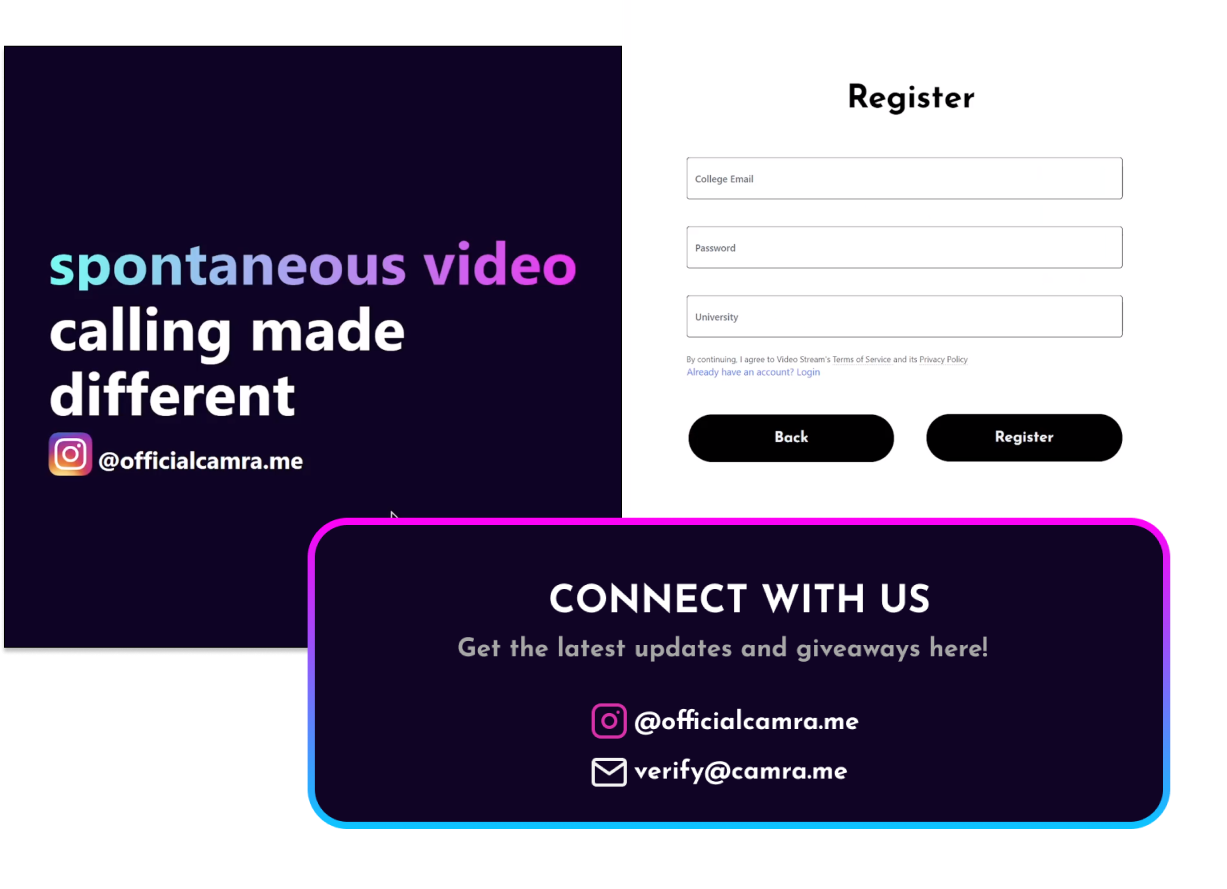 spontaneous video
calling made
different
@officialcamra.me
Register
College Email
Password
University
By continuing, I agree to Video Stream's Terms of Service and its Privacy Policy
Already have an account? Login
Back
Register
CONNECT WITH US
Get the latest updates and giveaways here!
@officialcamra.me
verify@camra.me